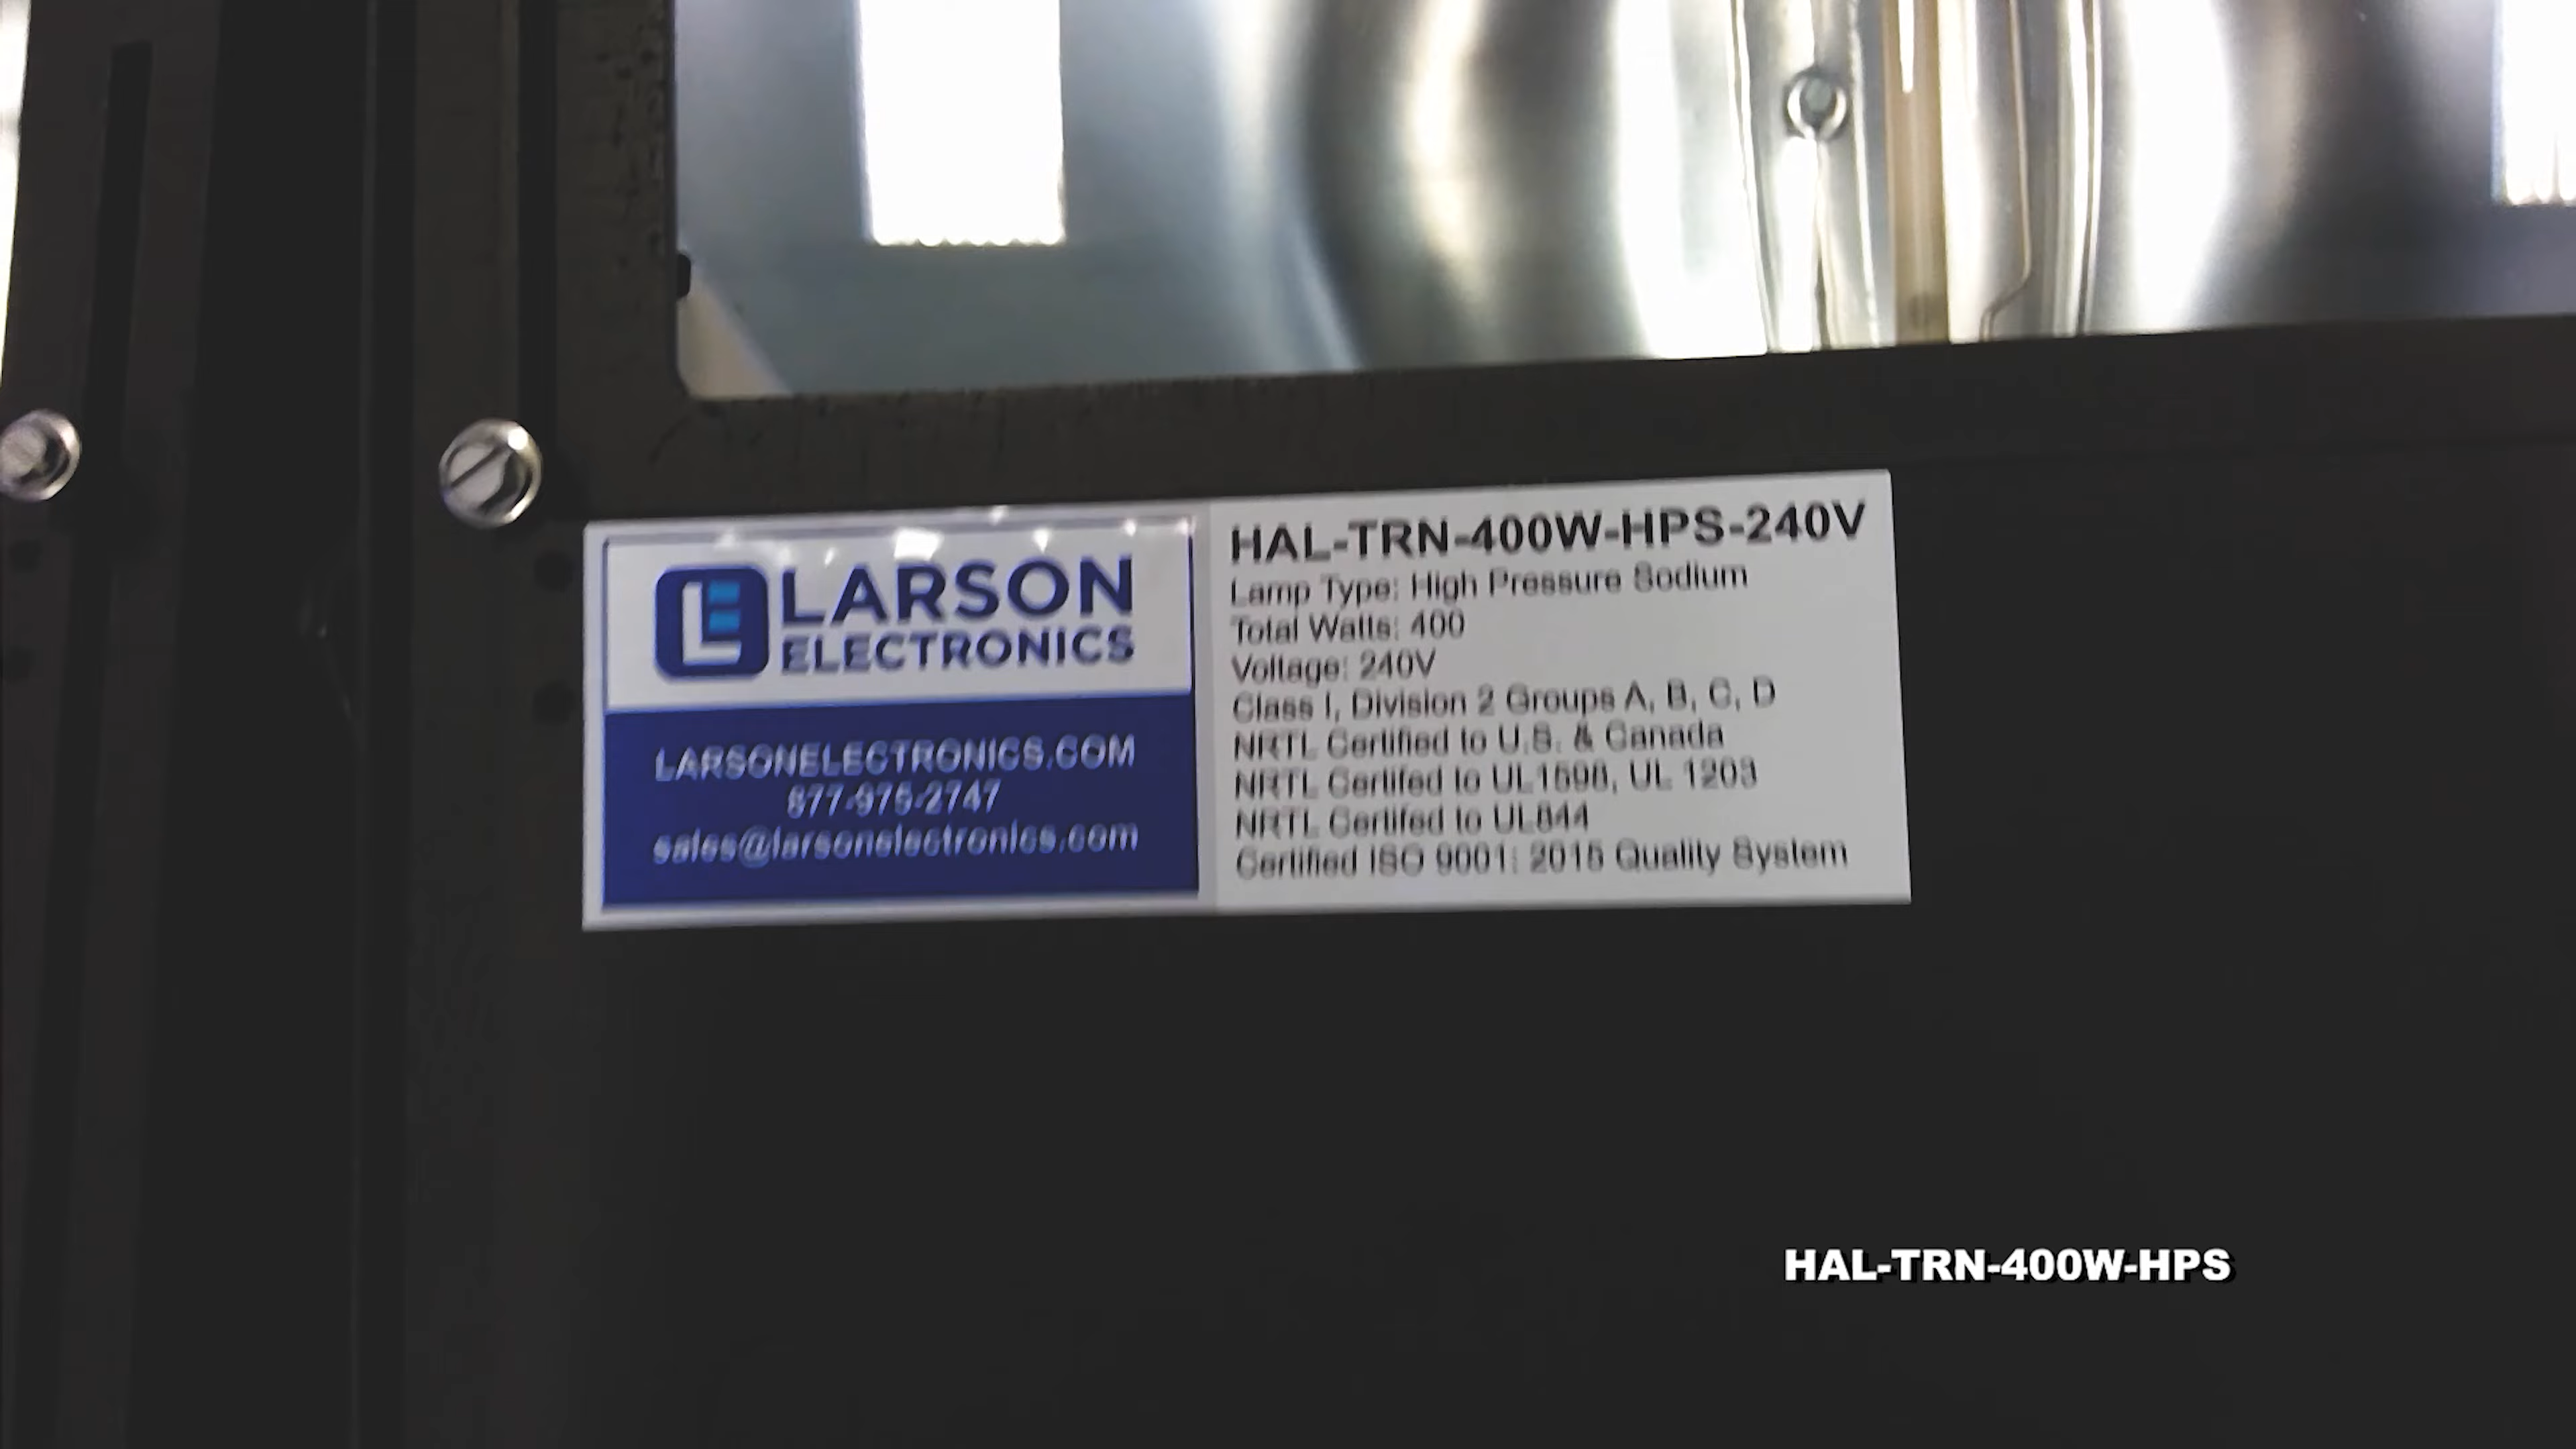 LARSON
ELECTRONICS
LARSONELECTRONICS.COM
877-975-2747
sales@larsonelectronics.com
HAL-TRN-400W-HPS-240V
Lamp Type: High Pressure Sodium
Total Watts: 400
Voltage: 240V
Class I, Division 2 Groups A, B, C, D
NRTL Certified to U.S. & Canada
NRTL Certifed to UL1598, UL 1203
NRTL Certifed to UL844
Certified ISO 9001: 2015 Quality System
HAL-TRN-400W-HPS